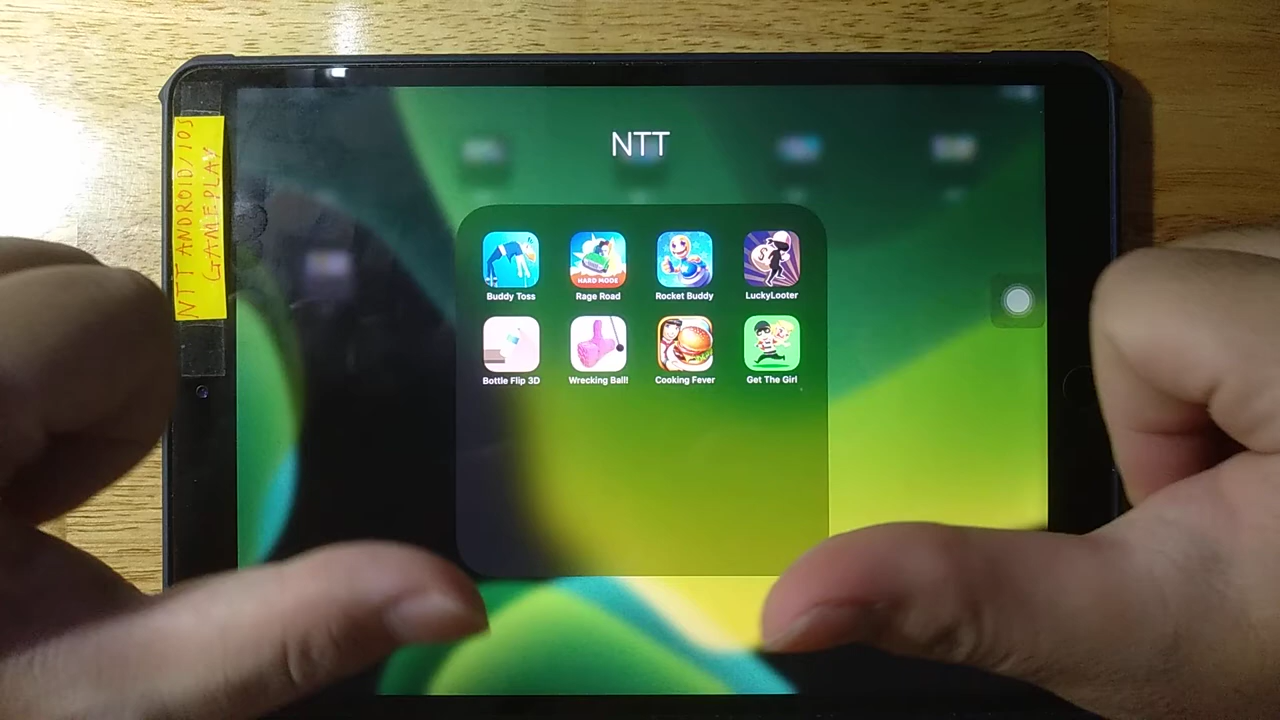 NTT ANDROID/IOS
GAMEPLAY
NTT
HARD MODE
Buddy Toss
Rage Road
Rocket Buddy
LuckyLooter
Bottle Flip 3D
Wrecking Ball!
Cooking Fever
Get The Girl